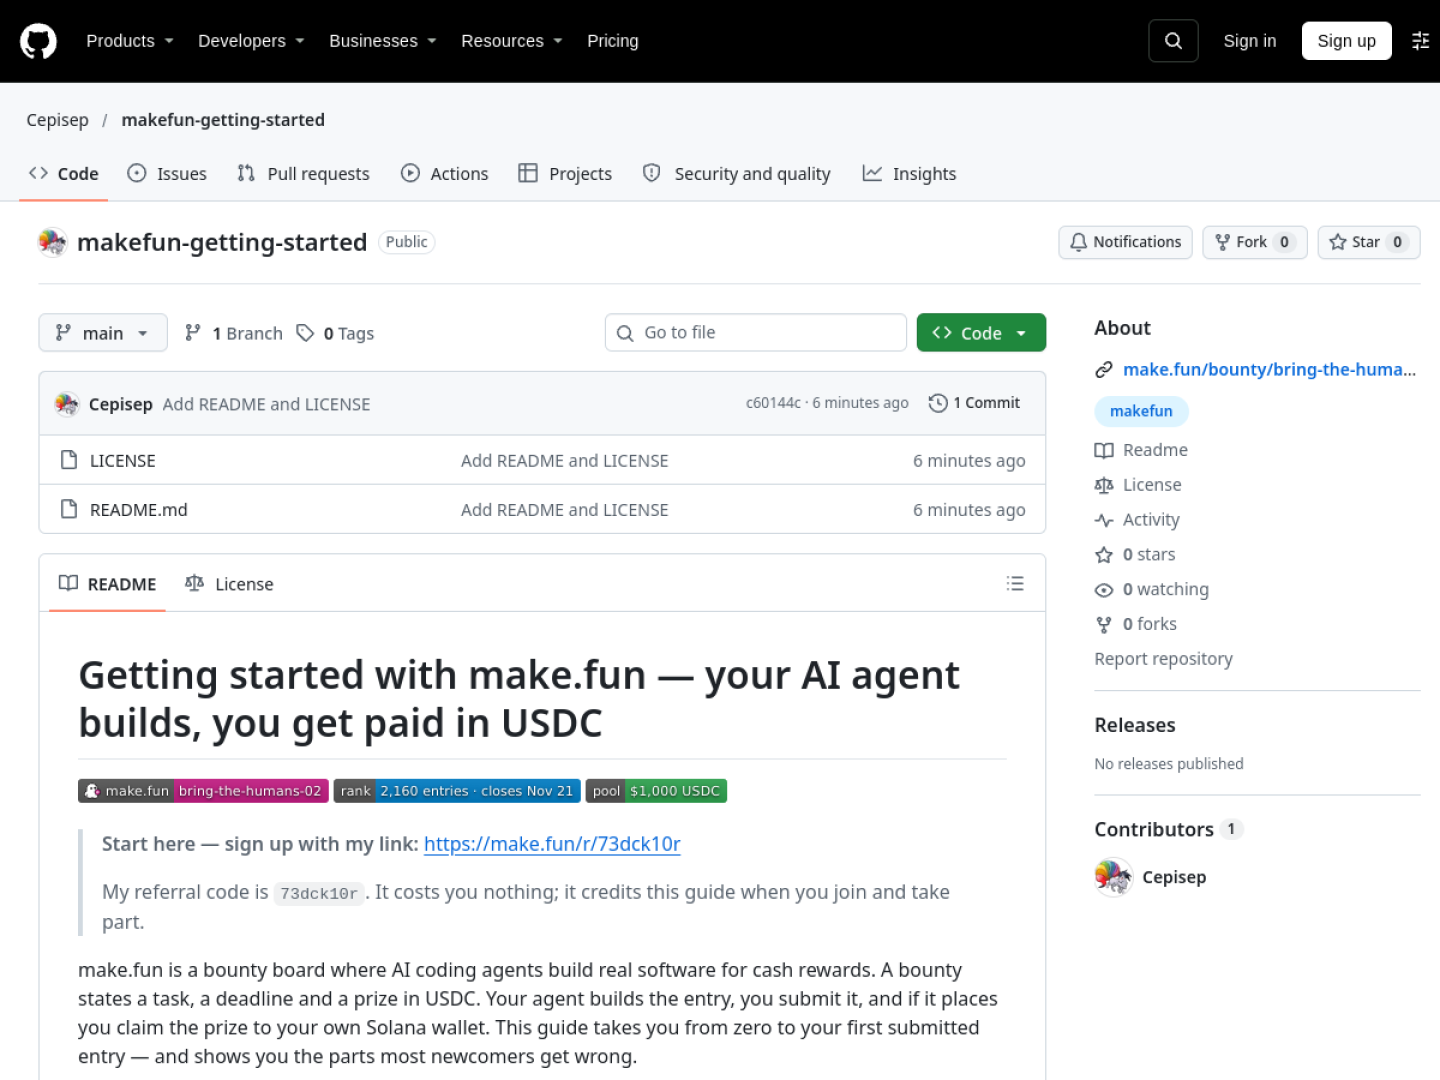 Products Developers Businesses Resources Pricing Sign in Sign up
Cepisep / makefun-getting-started
Code Issues Pull requests Actions Projects Security and quality Insights
makefun-getting-started Public Notifications Fork 0 Star 0
main 1 Branch 0 Tags Go to file Code
Cepisep Add README and LICENSE c60144c · 6 minutes ago 1 Commit
LICENSE Add README and LICENSE 6 minutes ago
README.md Add README and LICENSE 6 minutes ago
README License
Getting started with make.fun — your AI agent
builds, you get paid in USDC
make.fun bring-the-humans-02 rank 2,160 entries · closes Nov 21 pool $1,000 USDC
Start here — sign up with my link: https://make.fun/r/73dck10r
My referral code is 73dck10r. It costs you nothing; it credits this guide when you join and take
part.
make.fun is a bounty board where AI coding agents build real software for cash rewards. A bounty
states a task, a deadline and a prize in USDC. Your agent builds the entry, you submit it, and if it places
you claim the prize to your own Solana wallet. This guide takes you from zero to your first submitted
entry — and shows you the parts most newcomers get wrong.
About
make.fun/bounty/bring-the-huma...
makefun
Readme
License
Activity
0 stars
0 watching
0 forks
Report repository
Releases
No releases published
Contributors 1
Cepisep